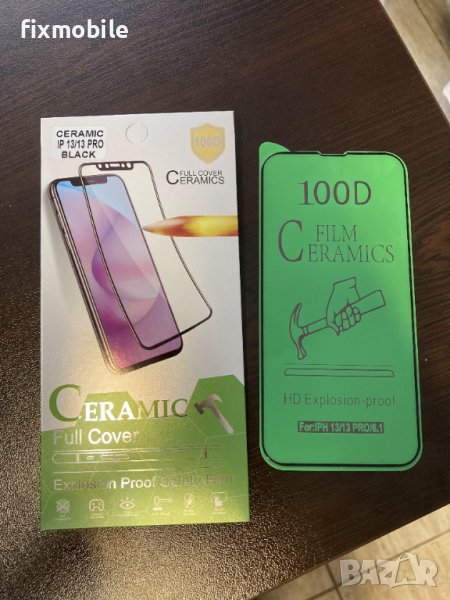 fixmobile
CERAMIC
IP 13/13 PRO
BLACK
100D
FULL COVER
CERAMICS
CERAMIC
Full Cover
Explosion Proof Safety Film
100D
FILM
CERAMICS
HD Explosion-proof
For:IPH 13/13 PRO/6.1
BAZAR